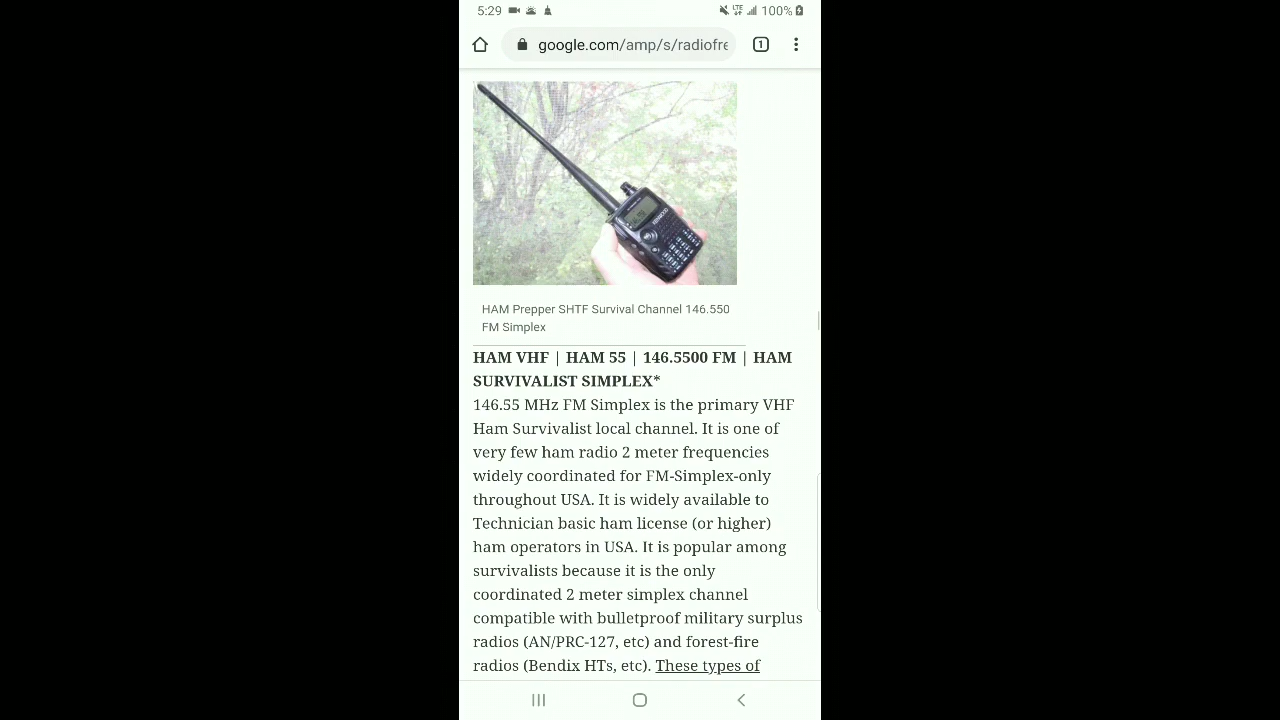 5:29
LTE
100%
google.com/amp/s/radiofre
1
KENWOOD
HAM Prepper SHTF Survival Channel 146.550
FM Simplex
HAM VHF | HAM 55 | 146.5500 FM | HAM
SURVIVALIST SIMPLEX*
146.55 MHz FM Simplex is the primary VHF
Ham Survivalist local channel. It is one of
very few ham radio 2 meter frequencies
widely coordinated for FM-Simplex-only
throughout USA. It is widely available to
Technician basic ham license (or higher)
ham operators in USA. It is popular among
survivalists because it is the only
coordinated 2 meter simplex channel
compatible with bulletproof military surplus
radios (AN/PRC-127, etc) and forest-fire
radios (Bendix HTs, etc). These types of